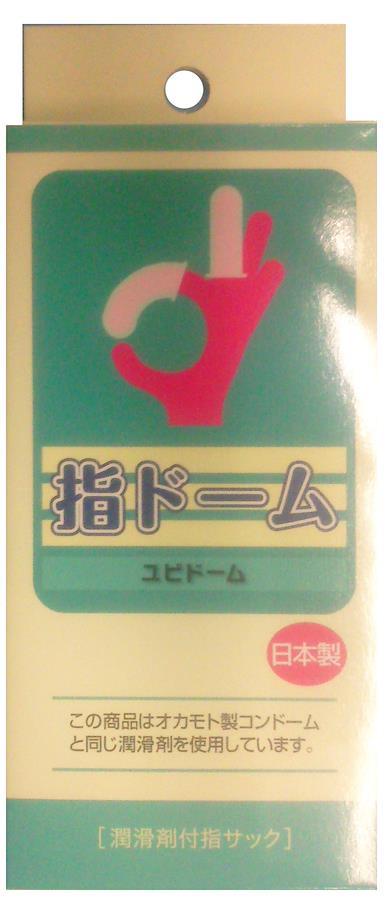 指ドーム
ユビドーム
日本製
この商品はオカモト製コンドーム
と同じ潤滑剤を使用しています。
［潤滑剤付指サック］